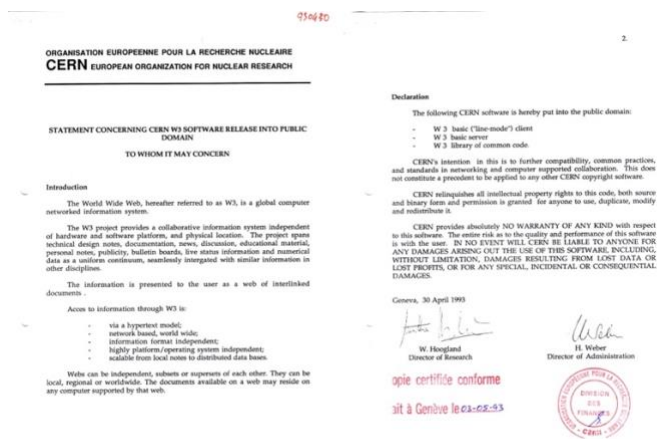 930430
ORGANISATION EUROPEENNE POUR LA RECHERCHE NUCLEAIRE
CERN EUROPEAN ORGANIZATION FOR NUCLEAR RESEARCH
STATEMENT CONCERNING CERN W3 SOFTWARE RELEASE INTO PUBLIC
DOMAIN
TO WHOM IT MAY CONCERN
Introduction
The World Wide Web, hereafter referred to as W3, is a global computer
networked information system.
The W3 project provides a collaborative information system independent
of hardware and software platform, and physical location. The project spans
technical design notes, documentation, news, discussion, educational material,
personal notes, publicity, bulletin boards, live status information and numerical
data as a uniform continuum, seamlessly intergated with similar information in
other disciplines.
The information is presented to the user as a web of interlinked
documents .
Acces to information through W3 is:
- via a hypertext model;
- network based, world wide;
- information format independent;
- highly platform/operating system independent;
- scalable from local notes to distributed data bases.
Webs can be independent, subsets or supersets of each other. They can be
local, regional or worldwide. The documents available on a web may reside on
any computer supported by that web.
2.
Declaration
The following CERN software is hereby put into the public domain:
- W 3 basic ("line-mode") client
- W 3 basic server
- W 3 library of common code.
CERN's intention in this is to further compatibility, common practices,
and standards in networking and computer supported collaboration. This does
not constitute a precedent to be applied to any other CERN copyright software.
CERN relinquishes all intellectual property rights to this code, both source
and binary form and permission is granted for anyone to use, duplicate, modify
and redistribute it.
CERN provides absolutely NO WARRANTY OF ANY KIND with respect
to this software. The entire risk as to the quality and performance of this software
is with the user. IN NO EVENT WILL CERN BE LIABLE TO ANYONE FOR
ANY DAMAGES ARISING OUT THE USE OF THIS SOFTWARE, INCLUDING,
WITHOUT LIMITATION, DAMAGES RESULTING FROM LOST DATA OR
LOST PROFITS, OR FOR ANY SPECIAL, INCIDENTAL OR CONSEQUENTIAL
DAMAGES.
Geneva, 30 April 1993
W. Hoogland
Director of Research
H. Weber
Director of Administration
opie certifiée conforme
ait à Genève le 03-05-93
DIVISION
DES
FINANCES
CERN